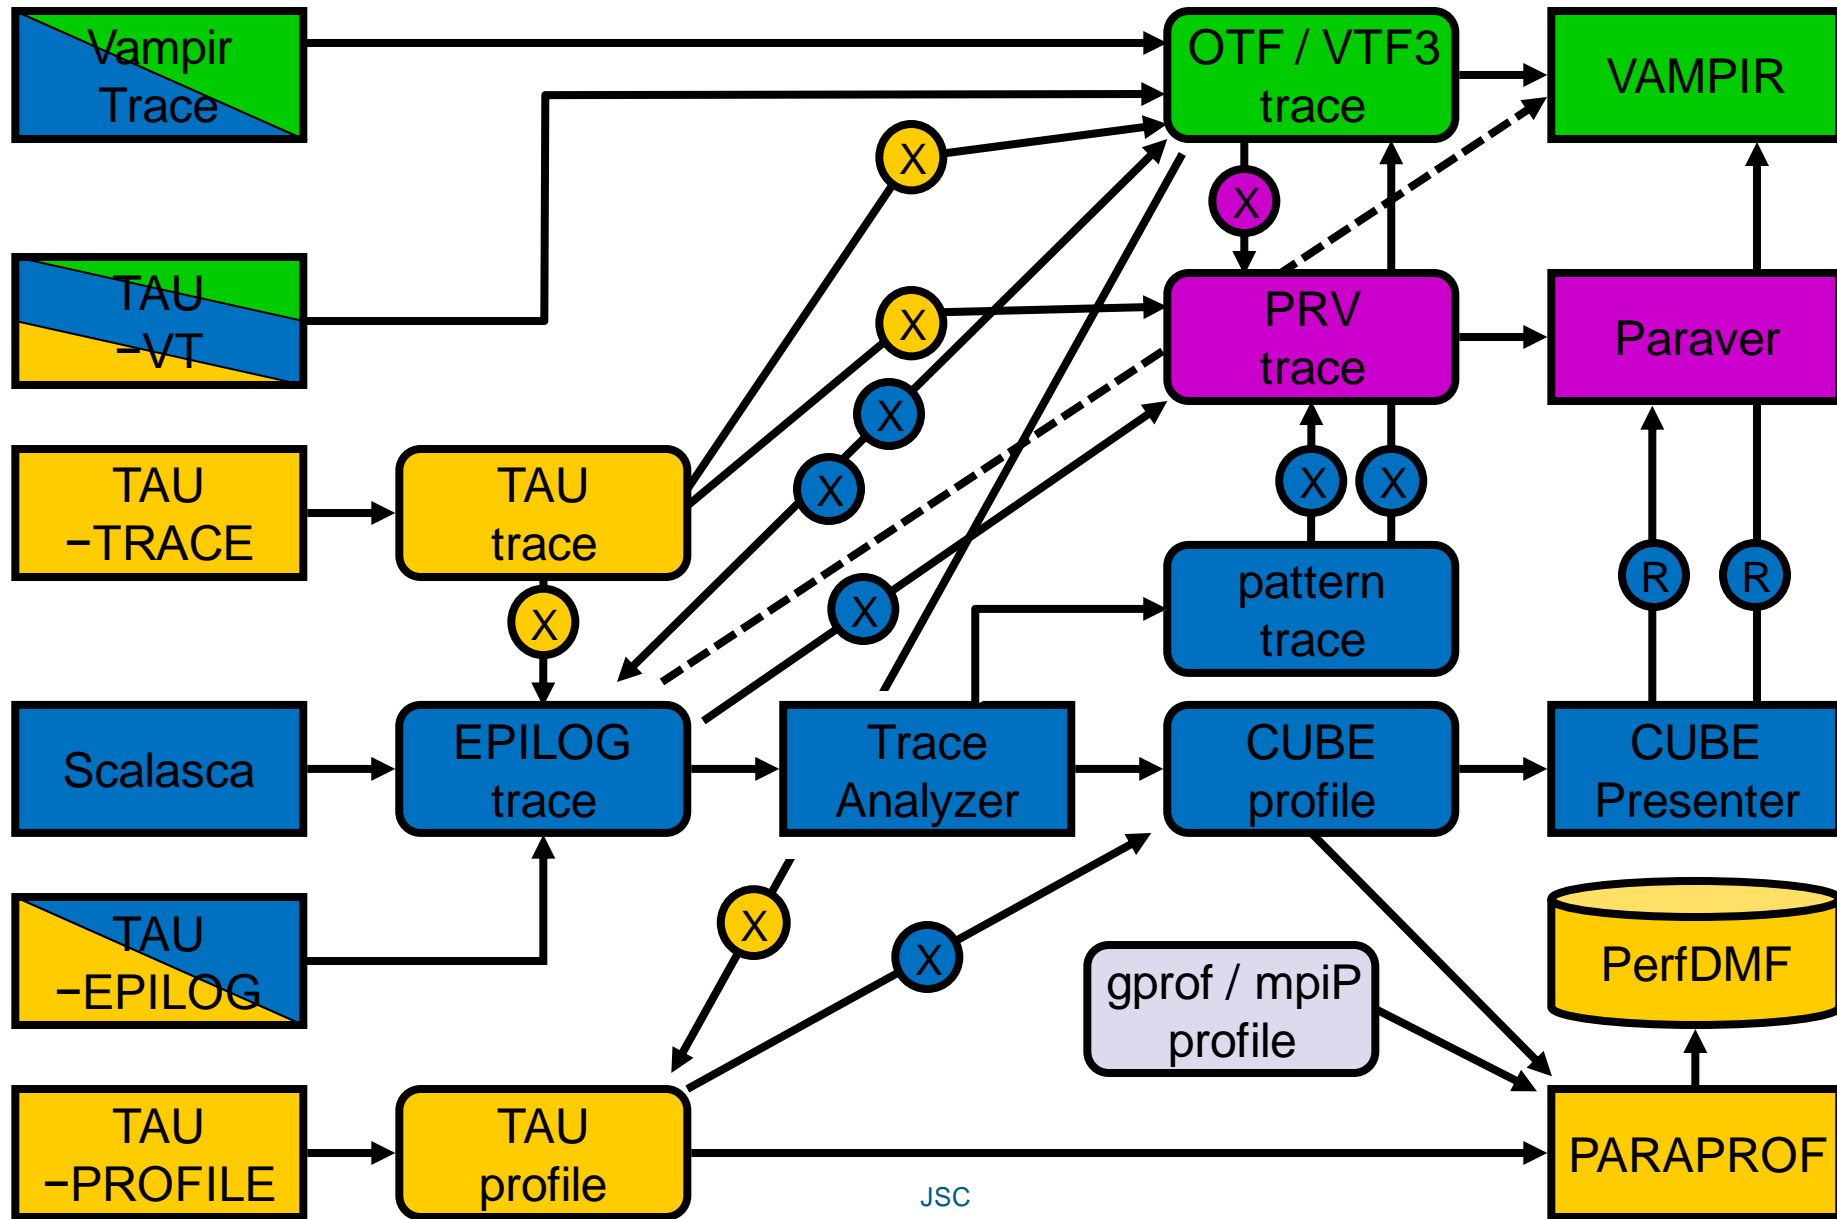 Vampir
Trace
OTF / VTF3
trace
VAMPIR
X
X
TAU
−VT
X
PRV
trace
Paraver
X
X
X
X
TAU
−TRACE
TAU
trace
X
X
pattern
trace
R
R
X
Scalasca
EPILOG
trace
Trace
Analyzer
CUBE
profile
CUBE
Presenter
TAU
−EPILOG
X
X
gprof / mpiP
profile
PerfDMF
TAU
−PROFILE
TAU
profile
PARAPROF
JSC